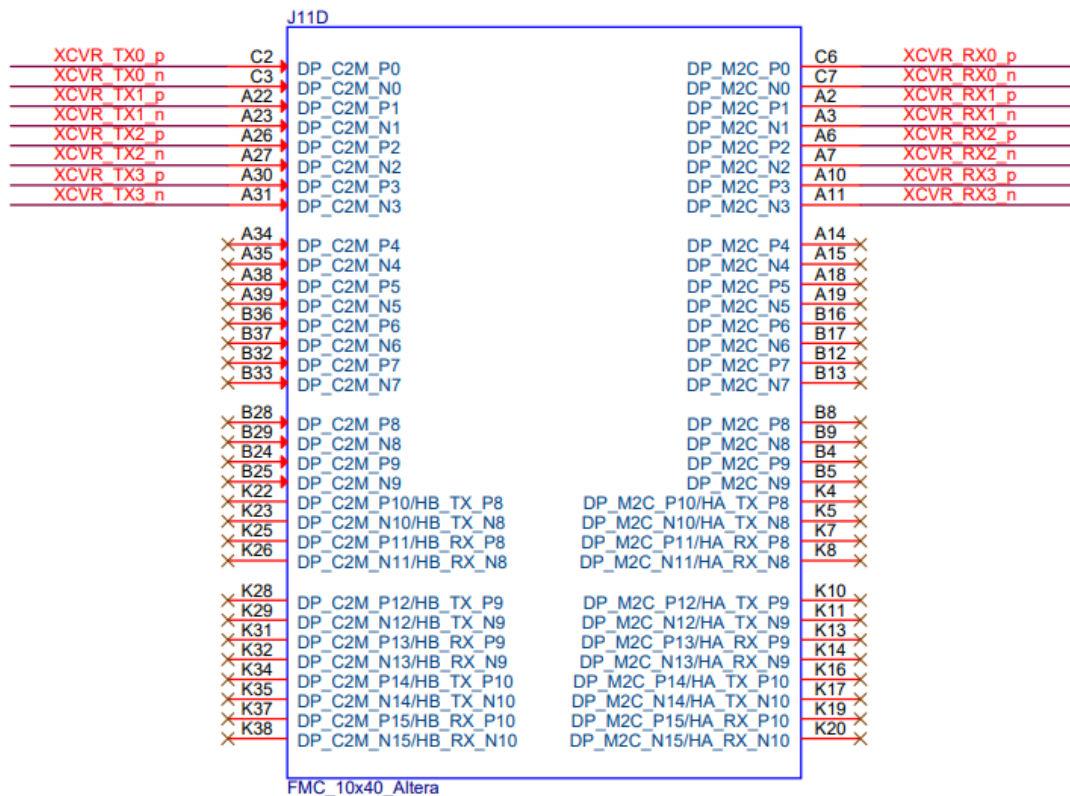 J11D
XCVR_TX0_p C2 DP_C2M_P0 DP_M2C_P0 C6 XCVR_RX0_p
XCVR_TX0_n C3 DP_C2M_N0 DP_M2C_N0 C7 XCVR_RX0_n
XCVR_TX1_p A22 DP_C2M_P1 DP_M2C_P1 A2 XCVR_RX1_p
XCVR_TX1_n A23 DP_C2M_N1 DP_M2C_N1 A3 XCVR_RX1_n
XCVR_TX2_p A26 DP_C2M_P2 DP_M2C_P2 A6 XCVR_RX2_p
XCVR_TX2_n A27 DP_C2M_N2 DP_M2C_N2 A7 XCVR_RX2_n
XCVR_TX3_p A30 DP_C2M_P3 DP_M2C_P3 A10 XCVR_RX3_p
XCVR_TX3_n A31 DP_C2M_N3 DP_M2C_N3 A11 XCVR_RX3_n
A34 DP_C2M_P4 DP_M2C_P4 A14
A35 DP_C2M_N4 DP_M2C_N4 A15
A38 DP_C2M_P5 DP_M2C_P5 A18
A39 DP_C2M_N5 DP_M2C_N5 A19
B36 DP_C2M_P6 DP_M2C_P6 B16
B37 DP_C2M_N6 DP_M2C_N6 B17
B32 DP_C2M_P7 DP_M2C_P7 B12
B33 DP_C2M_N7 DP_M2C_N7 B13
B28 DP_C2M_P8 DP_M2C_P8 B8
B29 DP_C2M_N8 DP_M2C_N8 B9
B24 DP_C2M_P9 DP_M2C_P9 B4
B25 DP_C2M_N9 DP_M2C_N9 B5
K22 DP_C2M_P10/HB_TX_P8 DP_M2C_P10/HA_TX_P8 K4
K23 DP_C2M_N10/HB_TX_N8 DP_M2C_N10/HA_TX_N8 K5
K25 DP_C2M_P11/HB_RX_P8 DP_M2C_P11/HA_RX_P8 K7
K26 DP_C2M_N11/HB_RX_N8 DP_M2C_N11/HA_RX_N8 K8
K28 DP_C2M_P12/HB_TX_P9 DP_M2C_P12/HA_TX_P9 K10
K29 DP_C2M_N12/HB_TX_N9 DP_M2C_N12/HA_TX_N9 K11
K31 DP_C2M_P13/HB_RX_P9 DP_M2C_P13/HA_RX_P9 K13
K32 DP_C2M_N13/HB_RX_N9 DP_M2C_N13/HA_RX_N9 K14
K34 DP_C2M_P14/HB_TX_P10 DP_M2C_P14/HA_TX_P10 K16
K35 DP_C2M_N14/HB_TX_N10 DP_M2C_N14/HA_TX_N10 K17
K37 DP_C2M_P15/HB_RX_P10 DP_M2C_P15/HA_RX_P10 K19
K38 DP_C2M_N15/HB_RX_N10 DP_M2C_N15/HA_RX_N10 K20
FMC_10x40_Altera